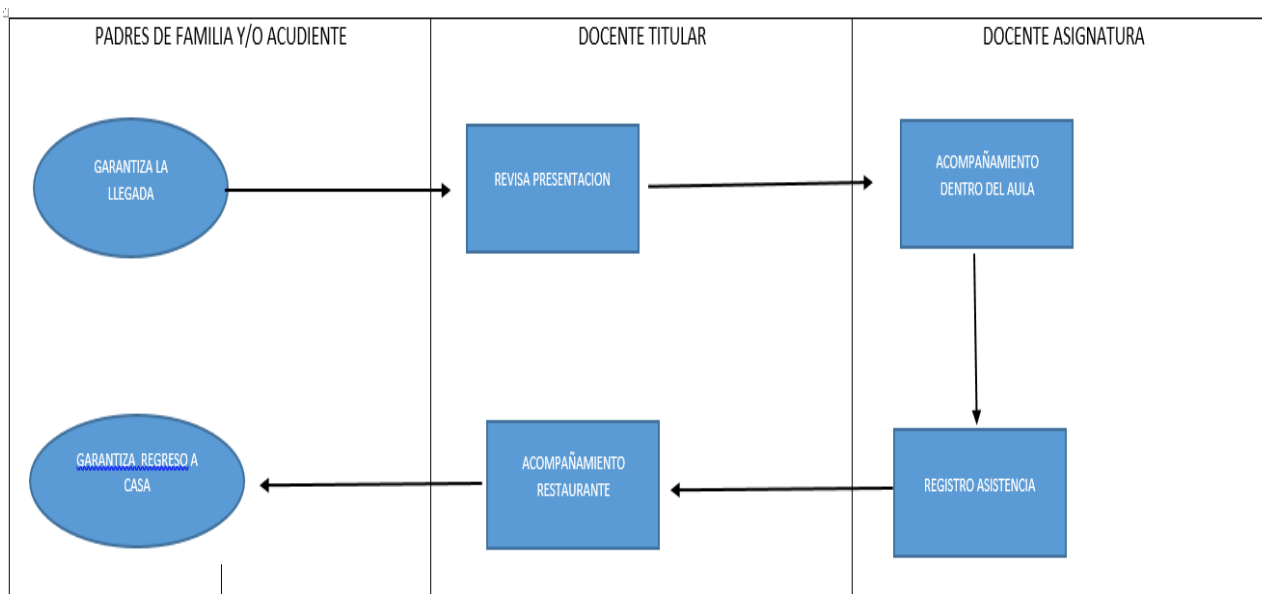 PADRES DE FAMILIA Y/O ACUDIENTE
DOCENTE TITULAR
DOCENTE ASIGNATURA
GARANTIZA LA
LLEGADA
REVISA PRESENTACION
ACOMPAÑAMIENTO
DENTRO DEL AULA
GARANTIZA REGRESO A
CASA
ACOMPAÑAMIENTO
RESTAURANTE
REGISTRO ASISTENCIA